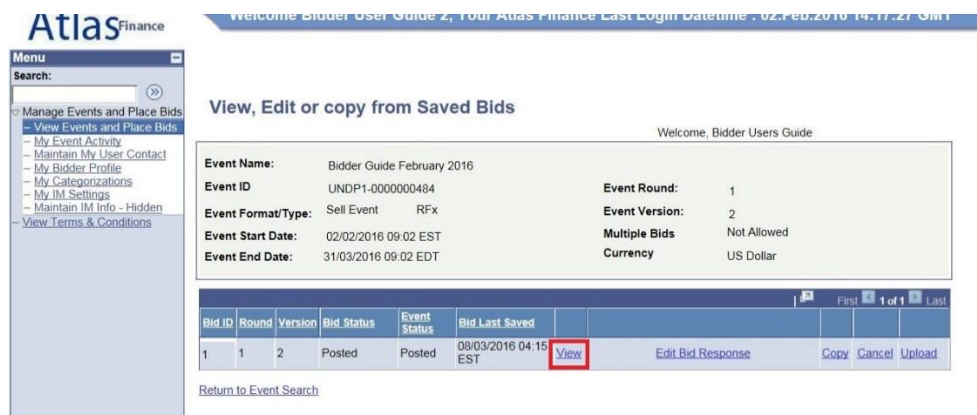 Atlas Finance
Welcome Bidder User Guide 2, Your Atlas Finance Last Login Datetime : 02.Feb.2016 14:17:27 GMT
Menu
Search:
Manage Events and Place Bids
– View Events and Place Bids
– My Event Activity
– Maintain My User Contact
– My Bidder Profile
– My Categorizations
– My IM Settings
– Maintain IM Info - Hidden
– View Terms & Conditions
View, Edit or copy from Saved Bids
Welcome, Bidder Users Guide
Event Name: Bidder Guide February 2016
Event ID UNDP1-0000000484 Event Round: 1
Event Format/Type: Sell Event RFx Event Version: 2
Event Start Date: 02/02/2016 09:02 EST Multiple Bids Not Allowed
Event End Date: 31/03/2016 09:02 EDT Currency US Dollar
First 1 of 1 Last
Bid ID Round Version Bid Status Event Status Bid Last Saved
1 1 2 Posted Posted 08/03/2016 04:15 EST View Edit Bid Response Copy Cancel Upload
Return to Event Search